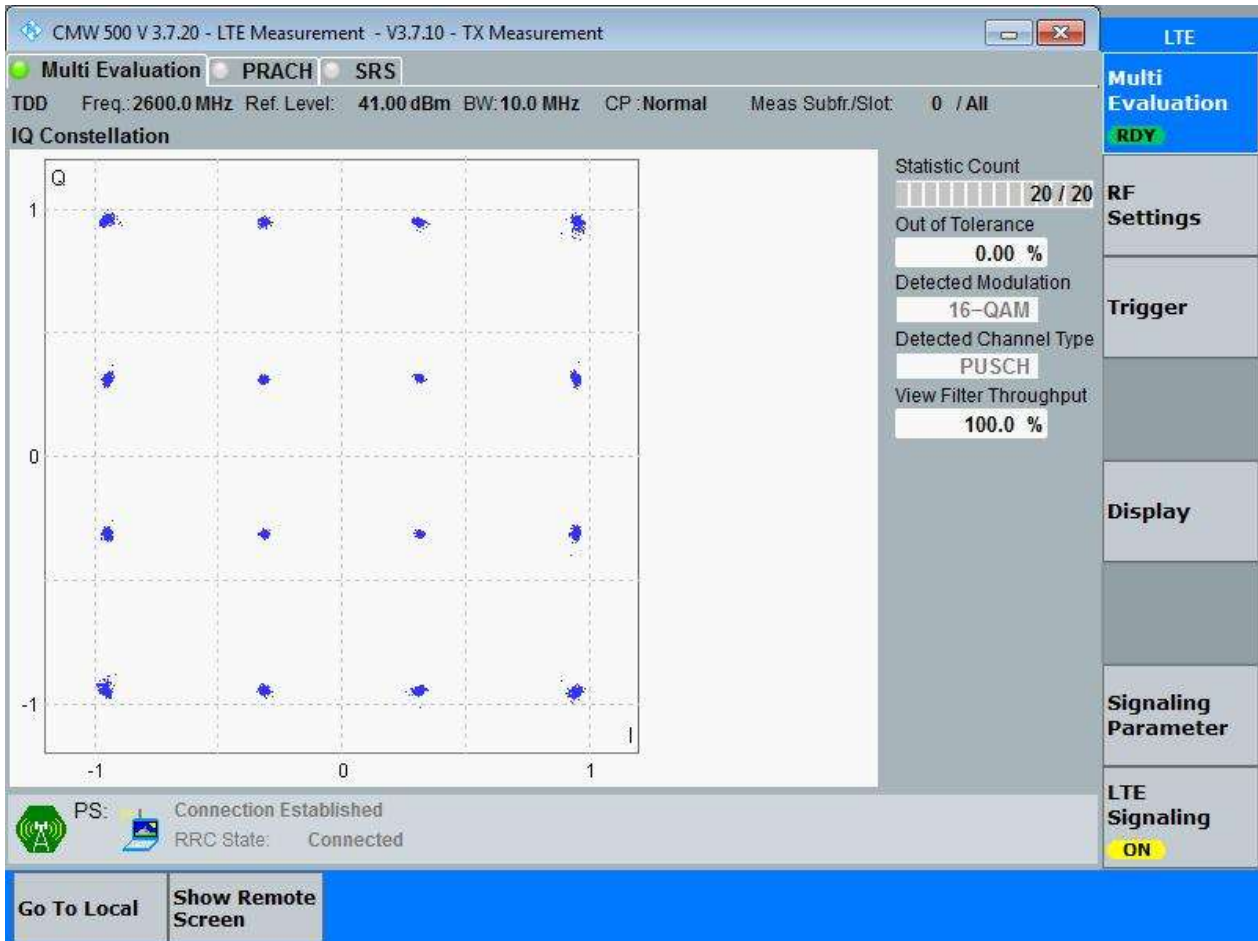 CMW 500 V 3.7.20 - LTE Measurement - V3.7.10 - TX Measurement
LTE
Multi Evaluation PRACH SRS
TDD Freq.: 2600.0 MHz Ref. Level: 41.00 dBm BW: 10.0 MHz CP : Normal Meas Subfr./Slot: 0 / All
IQ Constellation
Q
1
0
-1
I
-1 0 1
Statistic Count
20 / 20
Out of Tolerance
0.00 %
Detected Modulation
16-QAM
Detected Channel Type
PUSCH
View Filter Throughput
100.0 %
Multi
Evaluation
RDY
RF
Settings
Trigger
Display
Signaling
Parameter
LTE
Signaling
ON
PS: Connection Established
RRC State: Connected
Go To Local
Show Remote
Screen